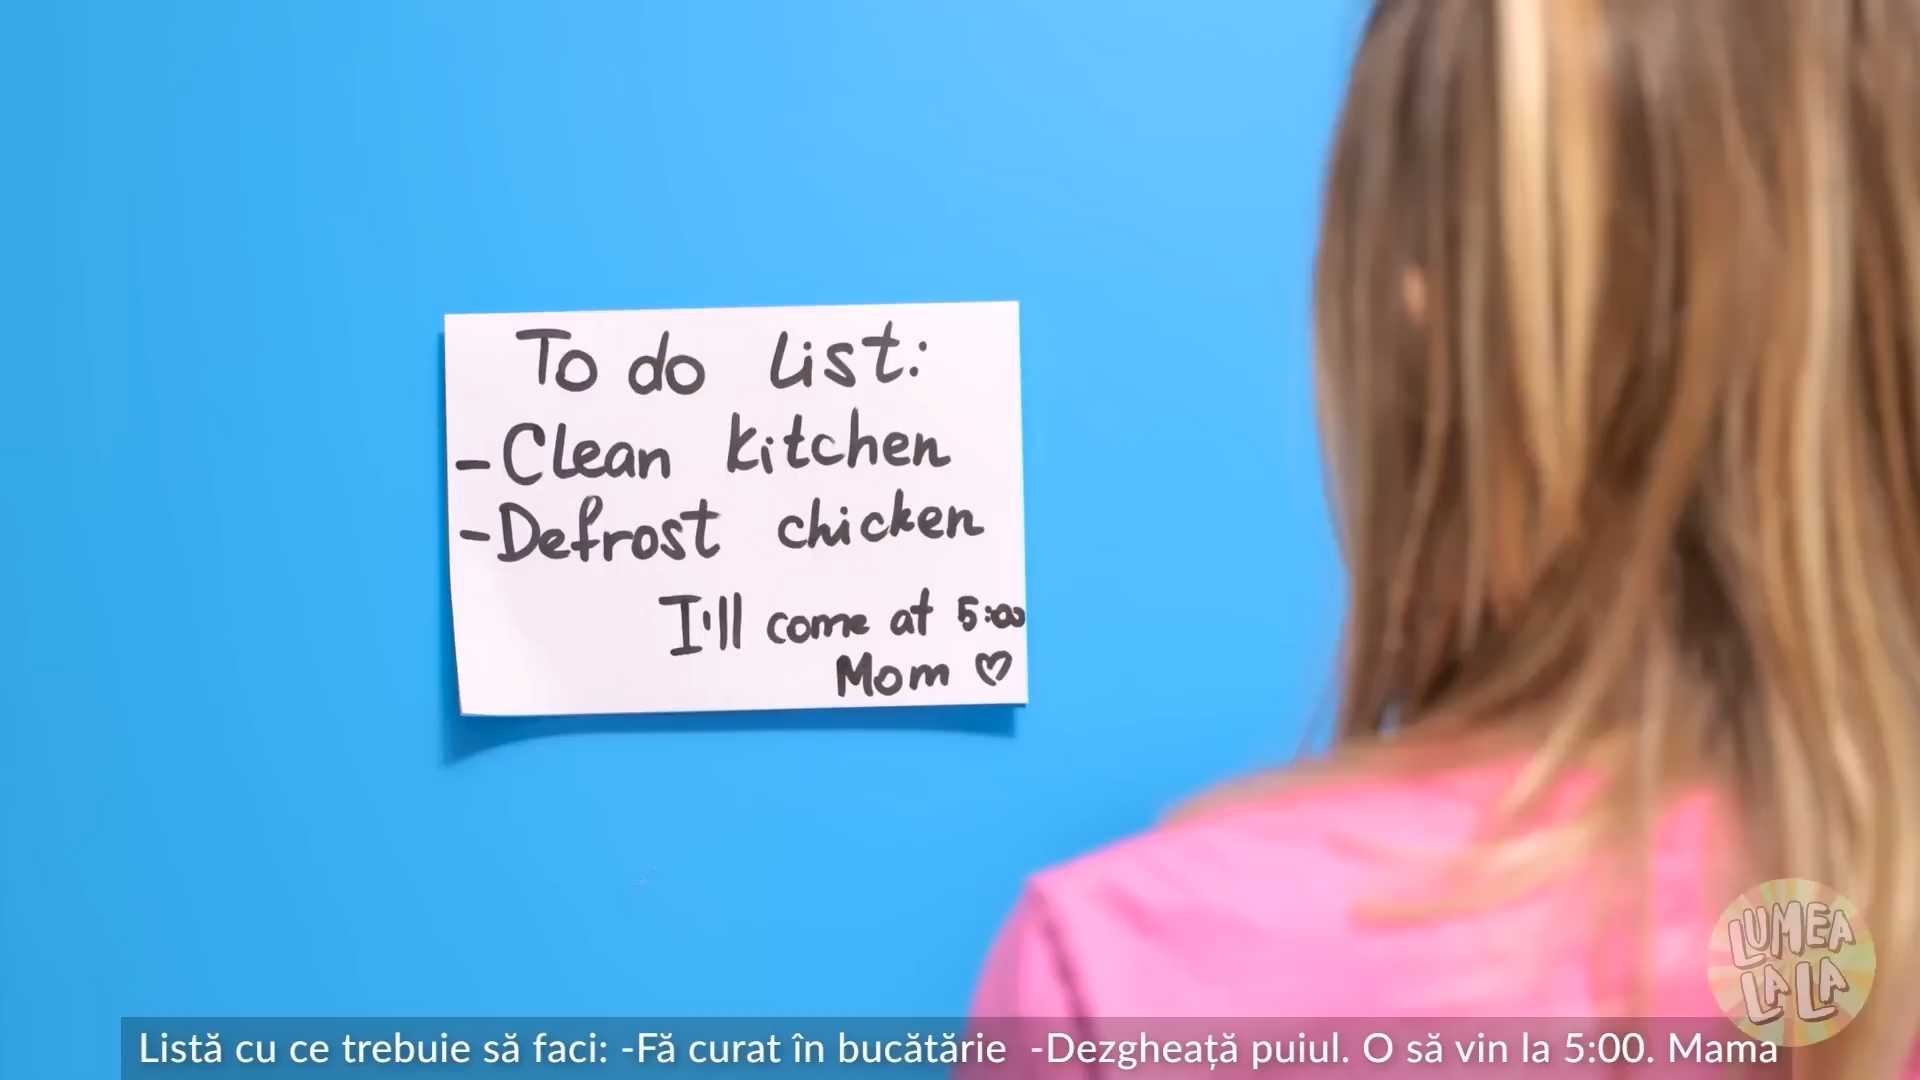 To do list:
-Clean kitchen
-Defrost chicken
I'll come at 5:00
Mom ♡
LUMEA
LA LA
Listă cu ce trebuie să faci: -Fă curat în bucătărie -Dezgheață puiul. O să vin la 5:00. Mama